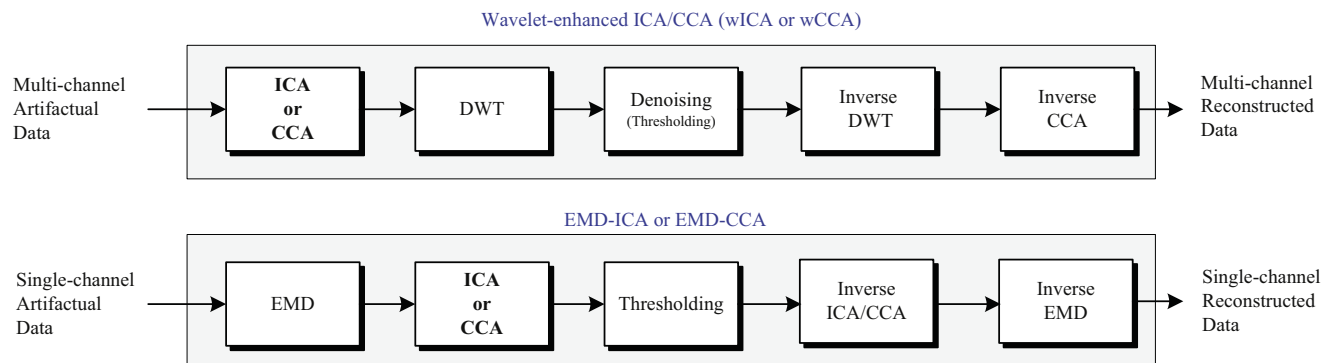 Wavelet-enhanced ICA/CCA (wICA or wCCA)
Multi-channel
Artifactual
Data
ICA
or
CCA
DWT
Denoising
(Thresholding)
Inverse
DWT
Inverse
CCA
Multi-channel
Reconstructed
Data
EMD-ICA or EMD-CCA
Single-channel
Artifactual
Data
EMD
ICA
or
CCA
Thresholding
Inverse
ICA/CCA
Inverse
EMD
Single-channel
Reconstructed
Data